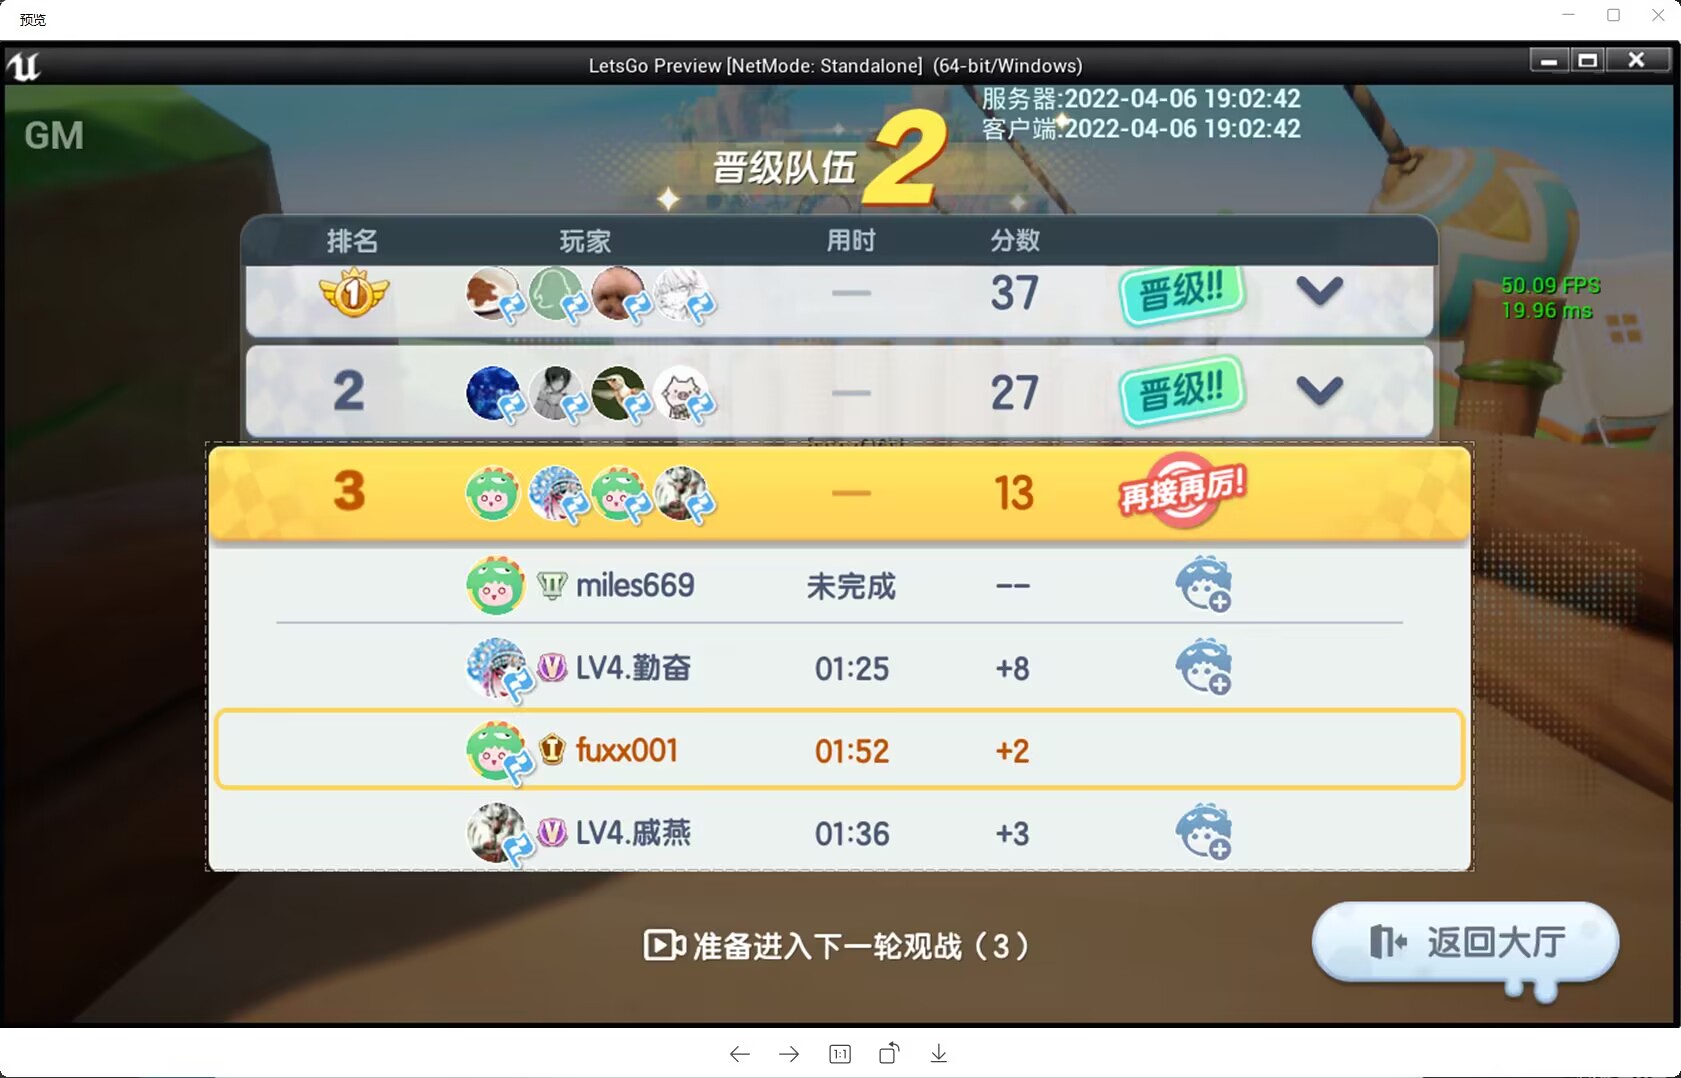 预览
LetsGo Preview [NetMode: Standalone] (64-bit/Windows)
服务器:2022-04-06 19:02:42
客户端:2022-04-06 19:02:42
GM
晋级队伍 2
排名 玩家 用时 分数
1 — 37 晋级!!
50.09 FPS
19.96 ms
2 — 27 晋级!!
3 — 13 再接再厉!
II miles669 未完成 --
V LV4.勤奋 01:25 +8
I fuxx001 01:52 +2
V LV4.戚燕 01:36 +3
准备进入下一轮观战（3）
返回大厅
1:1